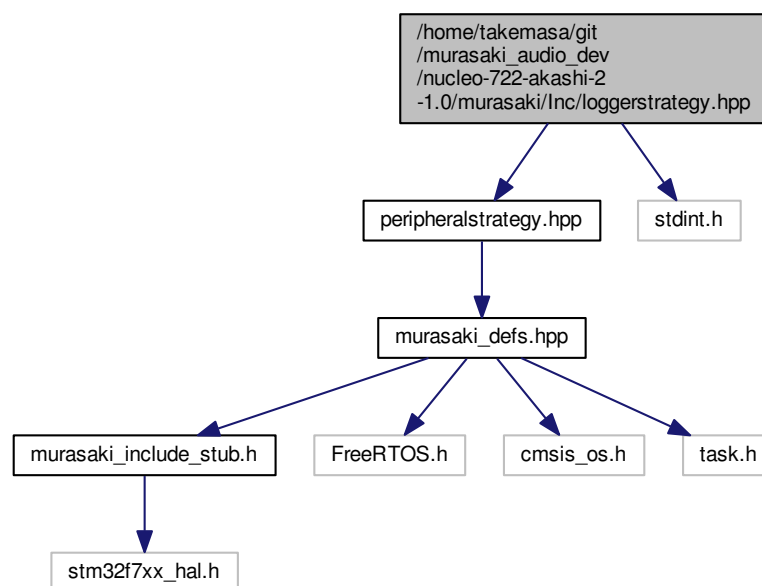 /home/takemasa/git
/murasaki_audio_dev
/nucleo-722-akashi-2
-1.0/murasaki/Inc/loggerstrategy.hpp
peripheralstrategy.hpp
stdint.h
murasaki_defs.hpp
murasaki_include_stub.h
FreeRTOS.h
cmsis_os.h
task.h
stm32f7xx_hal.h